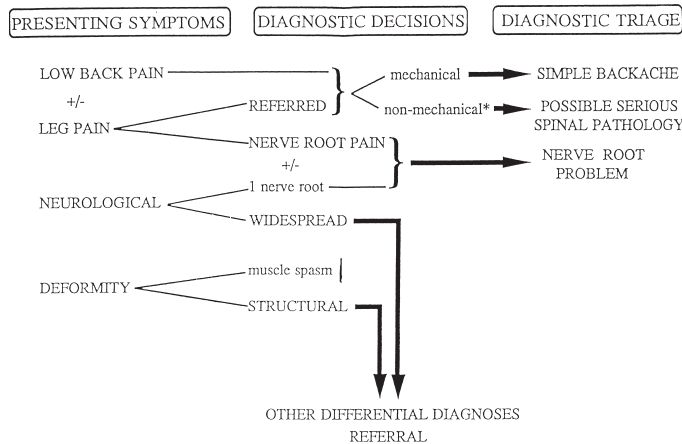 PRESENTING SYMPTOMS
DIAGNOSTIC DECISIONS
DIAGNOSTIC TRIAGE
LOW BACK PAIN
+/-
LEG PAIN
REFERRED
mechanical
SIMPLE BACKACHE
non-mechanical*
POSSIBLE SERIOUS
SPINAL PATHOLOGY
NERVE ROOT PAIN
+/-
1 nerve root
NERVE ROOT
PROBLEM
NEUROLOGICAL
WIDESPREAD
DEFORMITY
muscle spasm
STRUCTURAL
OTHER DIFFERENTIAL DIAGNOSES
REFERRAL